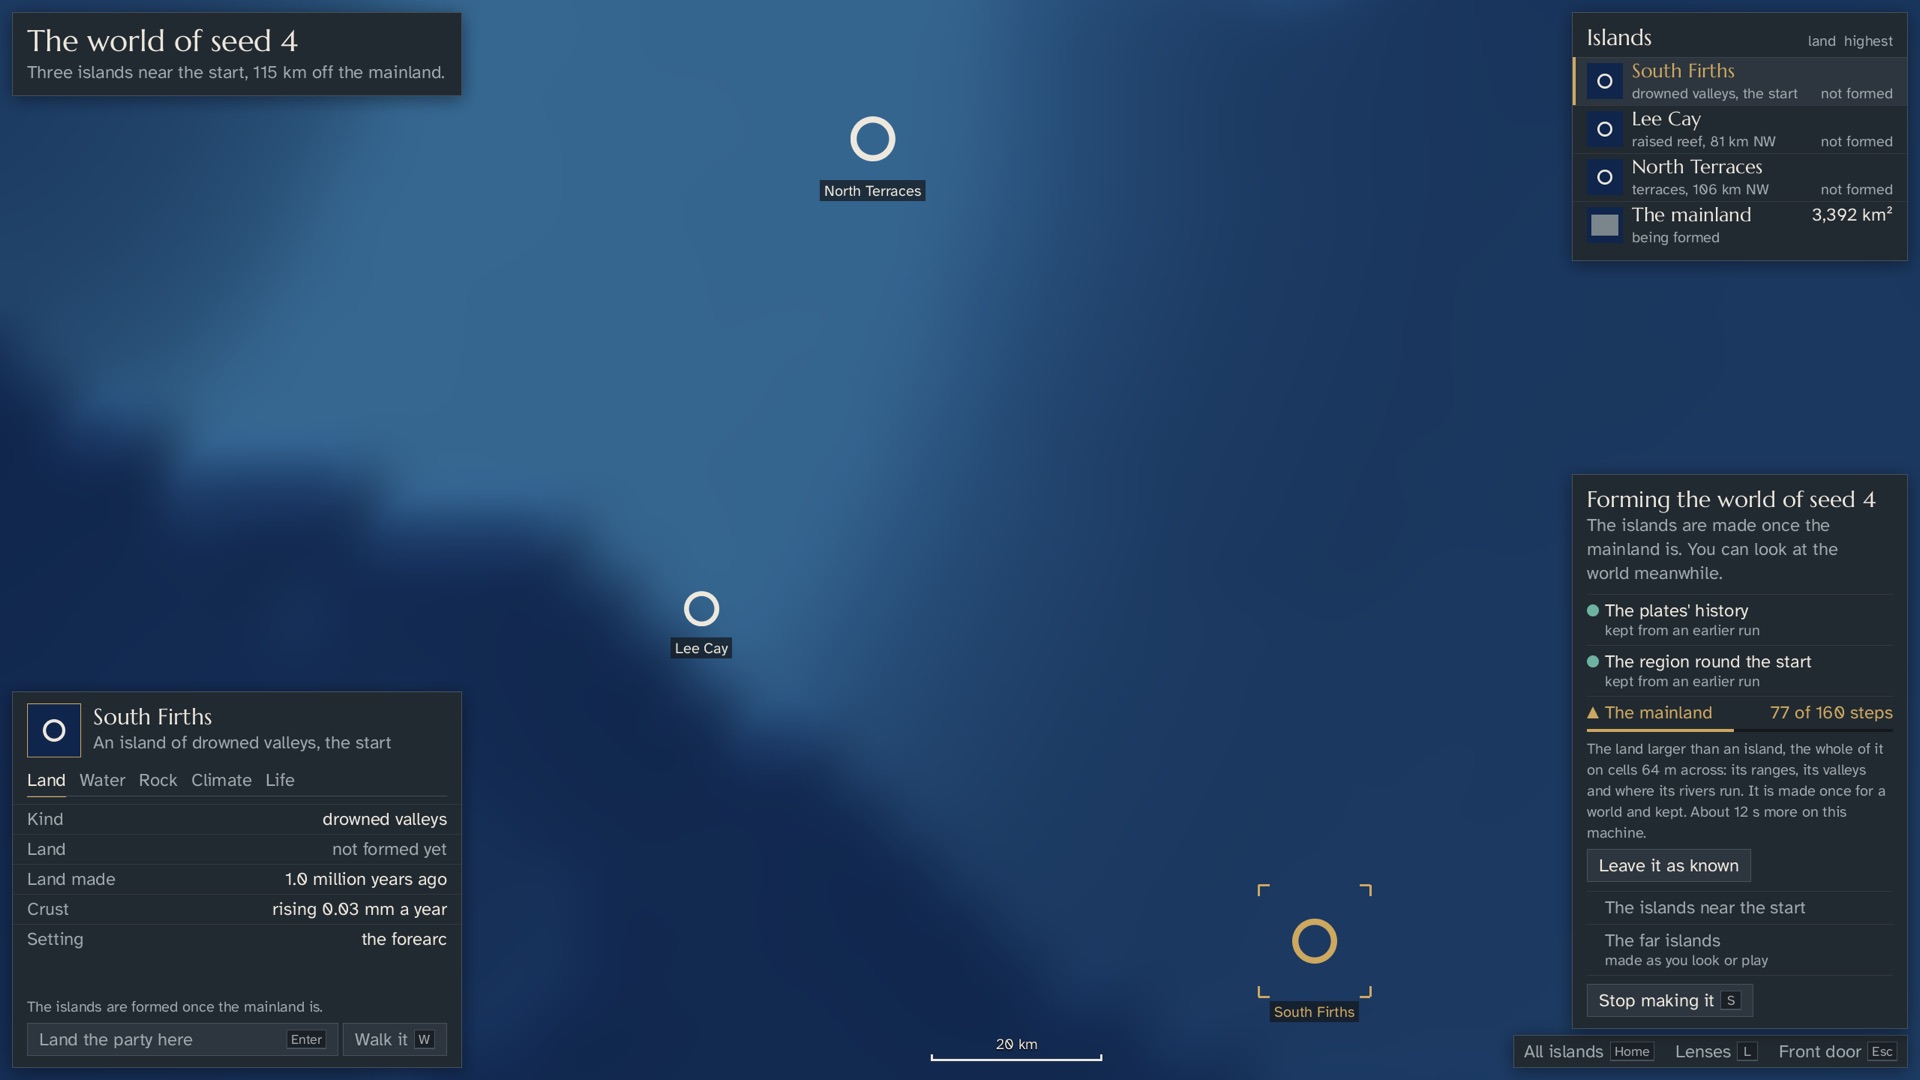 The world of seed 4
Three islands near the start, 115 km off the mainland.
Islands
land highest
South Firths
drowned valleys, the start not formed
Lee Cay
raised reef, 81 km NW not formed
North Terraces
terraces, 106 km NW not formed
The mainland 3,392 km²
being formed
North Terraces
Lee Cay
South Firths
20 km
South Firths
An island of drowned valleys, the start
Land Water Rock Climate Life
Kind drowned valleys
Land not formed yet
Land made 1.0 million years ago
Crust rising 0.03 mm a year
Setting the forearc
The islands are formed once the mainland is.
Land the party here Enter Walk it W
Forming the world of seed 4
The islands are made once the
mainland is. You can look at the
world meanwhile.
The plates' history
kept from an earlier run
The region round the start
kept from an earlier run
The mainland 77 of 160 steps
The land larger than an island, the whole of it
on cells 64 m across: its ranges, its valleys
and where its rivers run. It is made once for a
world and kept. About 12 s more on this
machine.
Leave it as known
The islands near the start
The far islands
made as you look or play
Stop making it S
All islands Home Lenses L Front door Esc